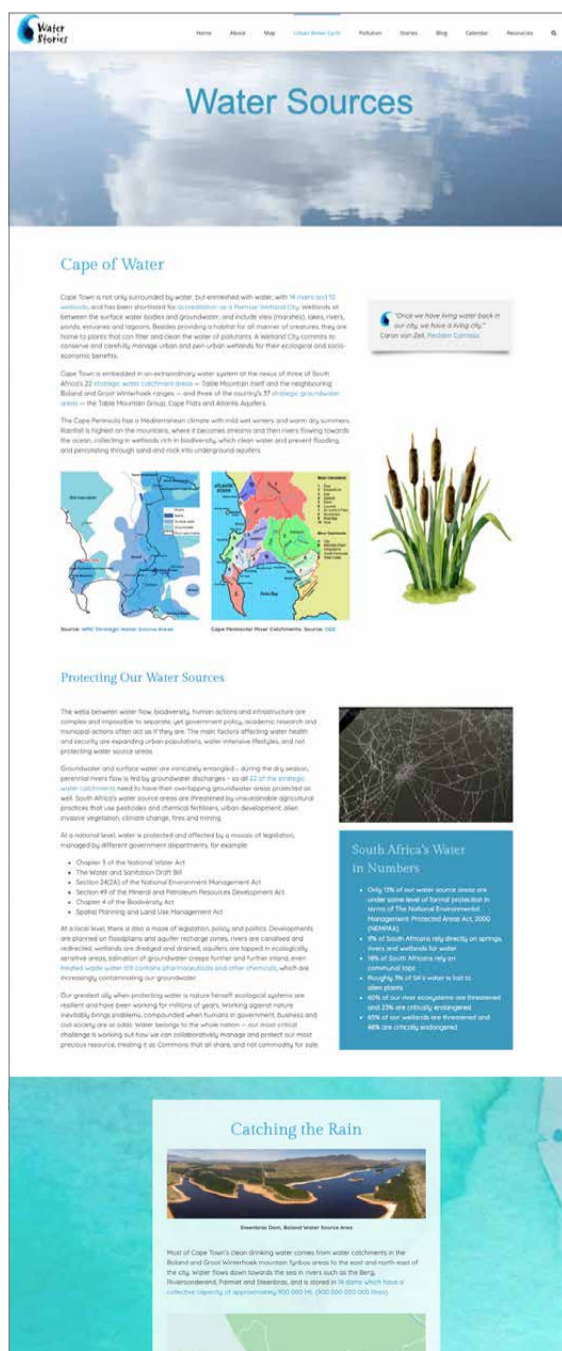 Water
Stories
Home About Map Urban Water Cycle Pollution Stories Blog Calendar Resources
Water Sources
Cape of Water
Cape Town is not only surrounded by water, but enmeshed with water, with 14 rivers and 10
wetlands, and has been shortlisted for accreditation as a Ramsar Wetland City. Wetlands sit
between the surface water bodies and groundwater, and include vleis (marshes), lakes, rivers,
ponds, estuaries and lagoons. Besides providing a habitat for all manner of creatures, they are
home to plants that can filter and clean the water of pollutants. A Wetland City commits to
conserve and carefully manage urban and peri-urban wetlands for their ecological and socio-
economic benefits.
"Once we have living water back in
our city, we have a living city."
Caron von Zeil, Reclaim Camissa
Cape Town is embedded in an extraordinary water system at the nexus of three of South
Africa's 22 strategic water catchment areas — Table Mountain itself and the neighbouring
Boland and Groot Winterhoek ranges — and three of the country's 37 strategic groundwater
areas — the Table Mountain Group, Cape Flats and Atlantis Aquifers.
The Cape Peninsula has a Mediterranean climate with mild wet winters and warm dry summers.
Rainfall is highest on the mountains, where it becomes streams and then rivers flowing towards
the ocean, collecting in wetlands rich in biodiversity, which clean water and prevent flooding,
and percolating through sand and rock into underground aquifers.
ATLANTIC
OCEAN
False Bay
Source: WRC Strategic Water Source Areas
Cape Peninsular River Catchments. Source: CGS
Protecting Our Water Sources
The webs between water flow, biodiversity, human actions and infrastructure are
complex and impossible to separate, yet government policy, academic research and
municipal actions often act as if they are. The main factors affecting water health
and security are expanding urban populations, water-intensive lifestyles, and not
protecting water source areas.
Groundwater and surface water are intricately entangled – during the dry season,
perennial rivers flow is fed by groundwater discharges – so all 22 of the strategic
water catchments need to have their overlapping groundwater areas protected as
well. South Africa's water source areas are threatened by unsustainable agricultural
practices that use pesticides and chemical fertilisers, urban development, alien
invasive vegetation, climate change, fires and mining.
At a national level, water is protected and affected by a mosaic of legislation,
managed by different government departments, for example:
• Chapter 3 of the National Water Act
• The Water and Sanitation Draft Bill
• Section 24(2A) of the National Environment Management Act
• Section 49 of the Mineral and Petroleum Resources Development Act
• Chapter 4 of the Biodiversity Act
• Spatial Planning and Land Use Management Act
At a local level, there is also a maze of legislation, policy and politics. Developments
are planned on floodplains and aquifer recharge zones, rivers are canalised and
redirected, wetlands are dredged and drained, aquifers are tapped in ecologically
sensitive areas, salination of groundwater creeps further and further inland, even
treated waste water still contains pharmaceuticals and other chemicals, which are
increasingly contaminating our groundwater.
Our greatest ally when protecting water is nature herself: ecological systems are
resilient and have been working for millions of years. Working against nature
inevitably brings problems, compounded when humans in government, business and
civil society are at odds. Water belongs to the whole nation — our most critical
challenge is working out how we can collaboratively manage and protect our most
precious resource, treating it as Commons that all share, and not commodity for sale.
South Africa's Water
in Numbers
• Only 13% of our water source areas are
under some level of formal protection in
terms of The National Environmental
Management: Protected Areas Act, 2000
(NEMPAA)
• 9% of South Africans rely directly on springs,
rivers and wetlands for water
• 18% of South Africans rely on
communal taps
• Roughly 3% of SA's water is lost to
alien plants
• 60% of our river ecosystems are threatened
and 23% are critically endangered
• 65% of our wetlands are threatened and
48% are critically endangered
Catching the Rain
Steenbras Dam, Boland Water Source Area
Most of Cape Town's clean drinking water comes from water catchments in the
Boland and Groot Winterhoek mountain fynbos areas to the east and north-east of
the city. Water flows down towards the sea in rivers such as the Berg,
Riviersonderend, Palmiet and Steenbras, and is stored in 14 dams which have a
collective capacity of approximately 900 000 Ml. (900 000 000 000 litres).